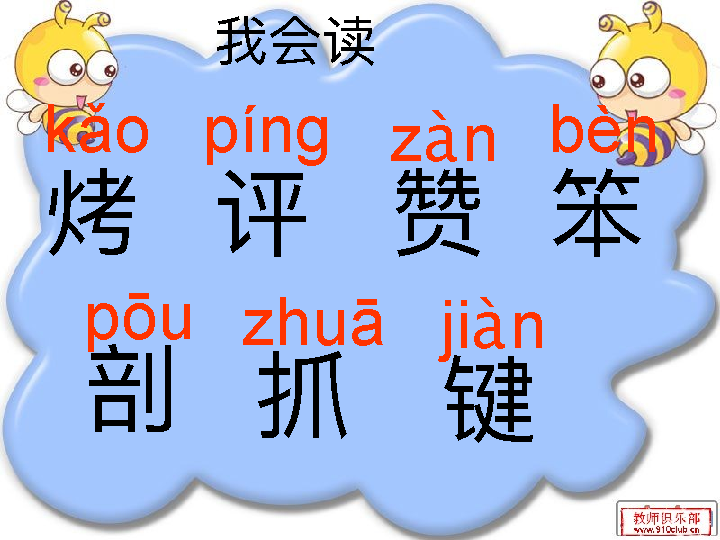 我会读
kǎo píng zàn bèn
烤 评 赞 笨
pōu zhuā jiàn
剖 抓 键
教师俱乐部
www.910club.cn